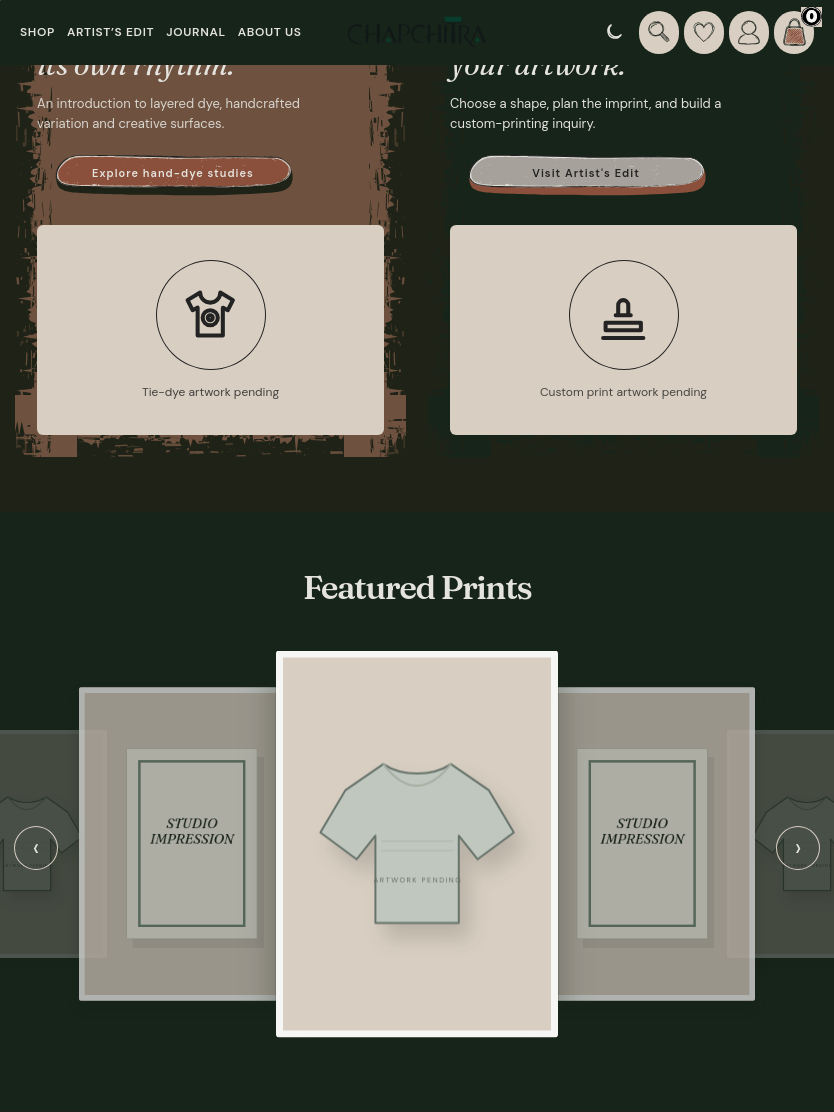 SHOP ARTIST'S EDIT JOURNAL ABOUT US
CHAPCHITRA
0
its own rhythm.
An introduction to layered dye, handcrafted
variation and creative surfaces.
Explore hand-dye studies
Tie-dye artwork pending
your artwork.
Choose a shape, plan the imprint, and build a
custom-printing inquiry.
Visit Artist's Edit
Custom print artwork pending
Featured Prints
STUDIO
IMPRESSION
ARTWORK PENDING
STUDIO
IMPRESSION